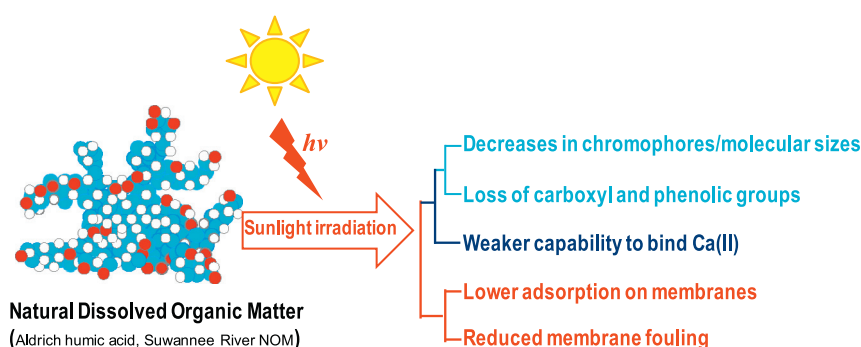 hν
Decreases in chromophores/molecular sizes
Loss of carboxyl and phenolic groups
Sunlight irradiation
Weaker capability to bind Ca(II)
Lower adsorption on membranes
Natural Dissolved Organic Matter
(Aldrich humic acid, Suwannee River NOM)
Reduced membrane fouling